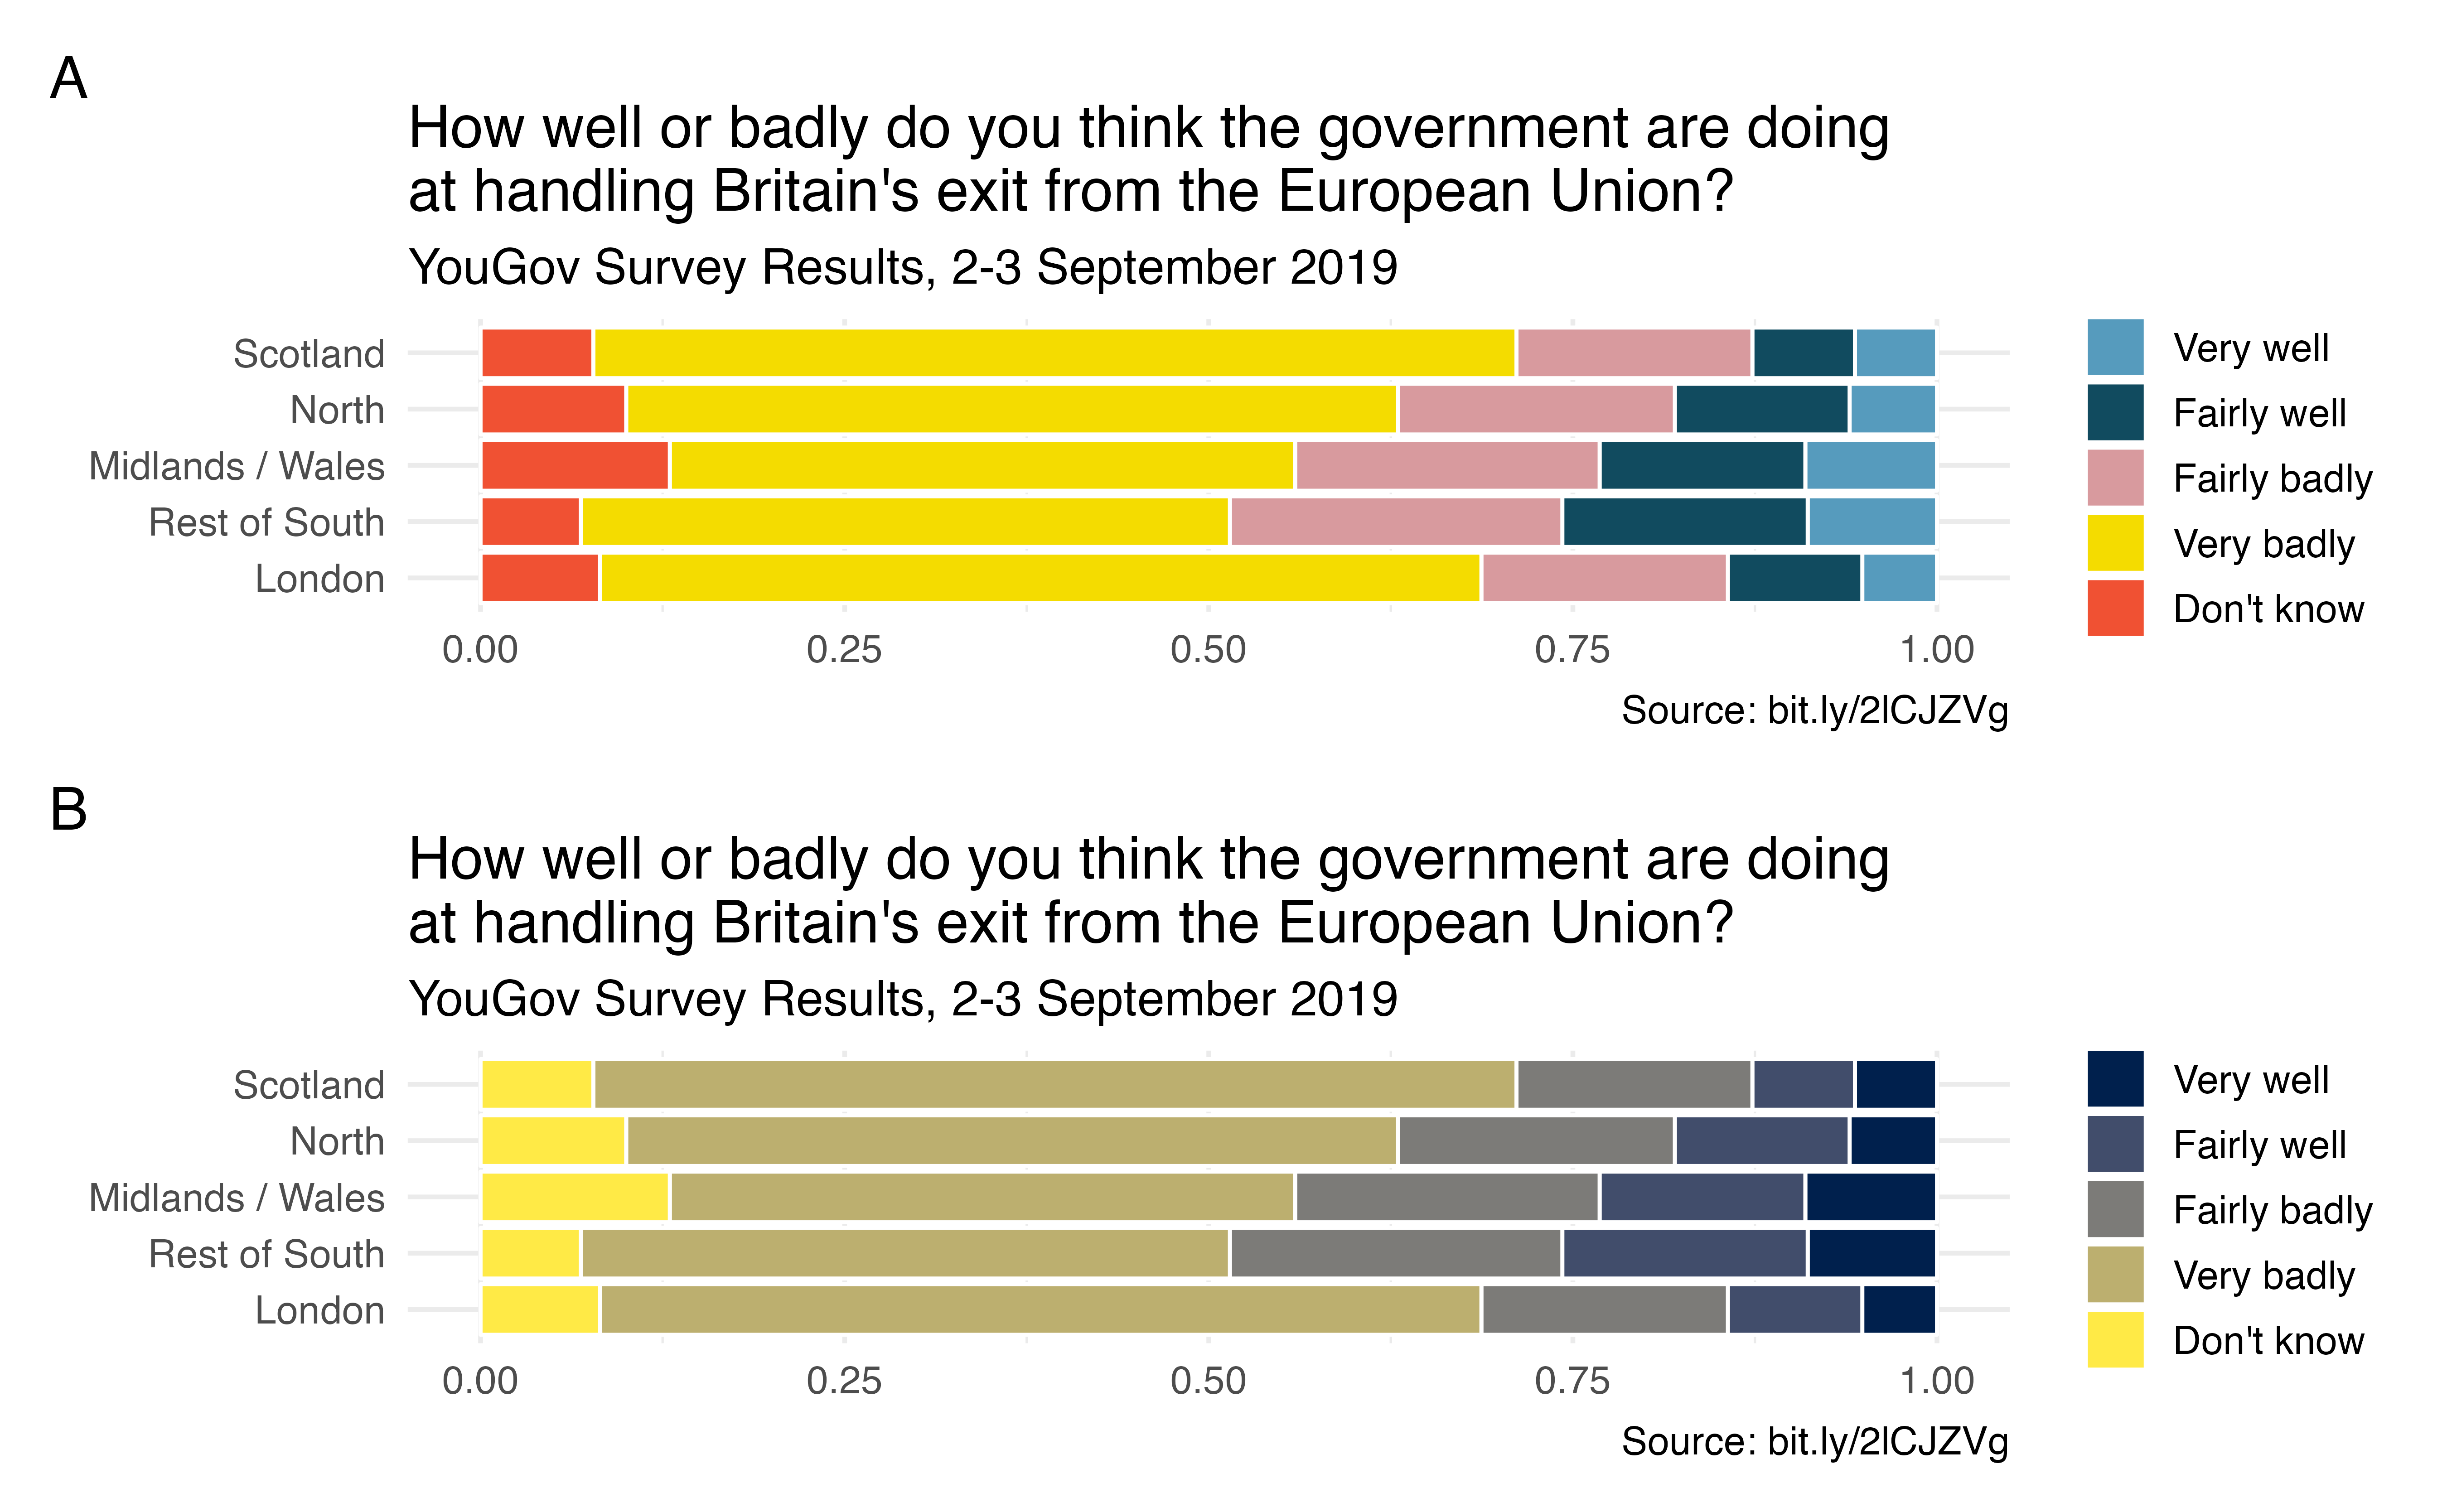 A
How well or badly do you think the government are doing
at handling Britain's exit from the European Union?
YouGov Survey Results, 2-3 September 2019
Scotland
North
Midlands / Wales
Rest of South
London
0.00 0.25 0.50 0.75 1.00
Very well
Fairly well
Fairly badly
Very badly
Don't know
Source: bit.ly/2lCJZVg
B
How well or badly do you think the government are doing
at handling Britain's exit from the European Union?
YouGov Survey Results, 2-3 September 2019
Scotland
North
Midlands / Wales
Rest of South
London
0.00 0.25 0.50 0.75 1.00
Very well
Fairly well
Fairly badly
Very badly
Don't know
Source: bit.ly/2lCJZVg